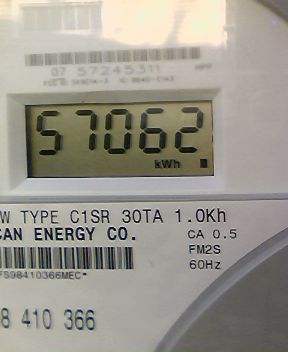 07 57245311
57062
kWh
W TYPE C1SR 30TA 1.0Kh
CAN ENERGY CO.
CA 0.5
FM2S
60Hz
FS98410366MEC*
8 410 366